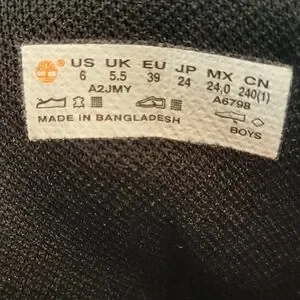 US UK EU JP MX CN
6 5.5 39 24 24,0 240(1)
A2JMY A6798
MADE IN BANGLADESH
BOYS